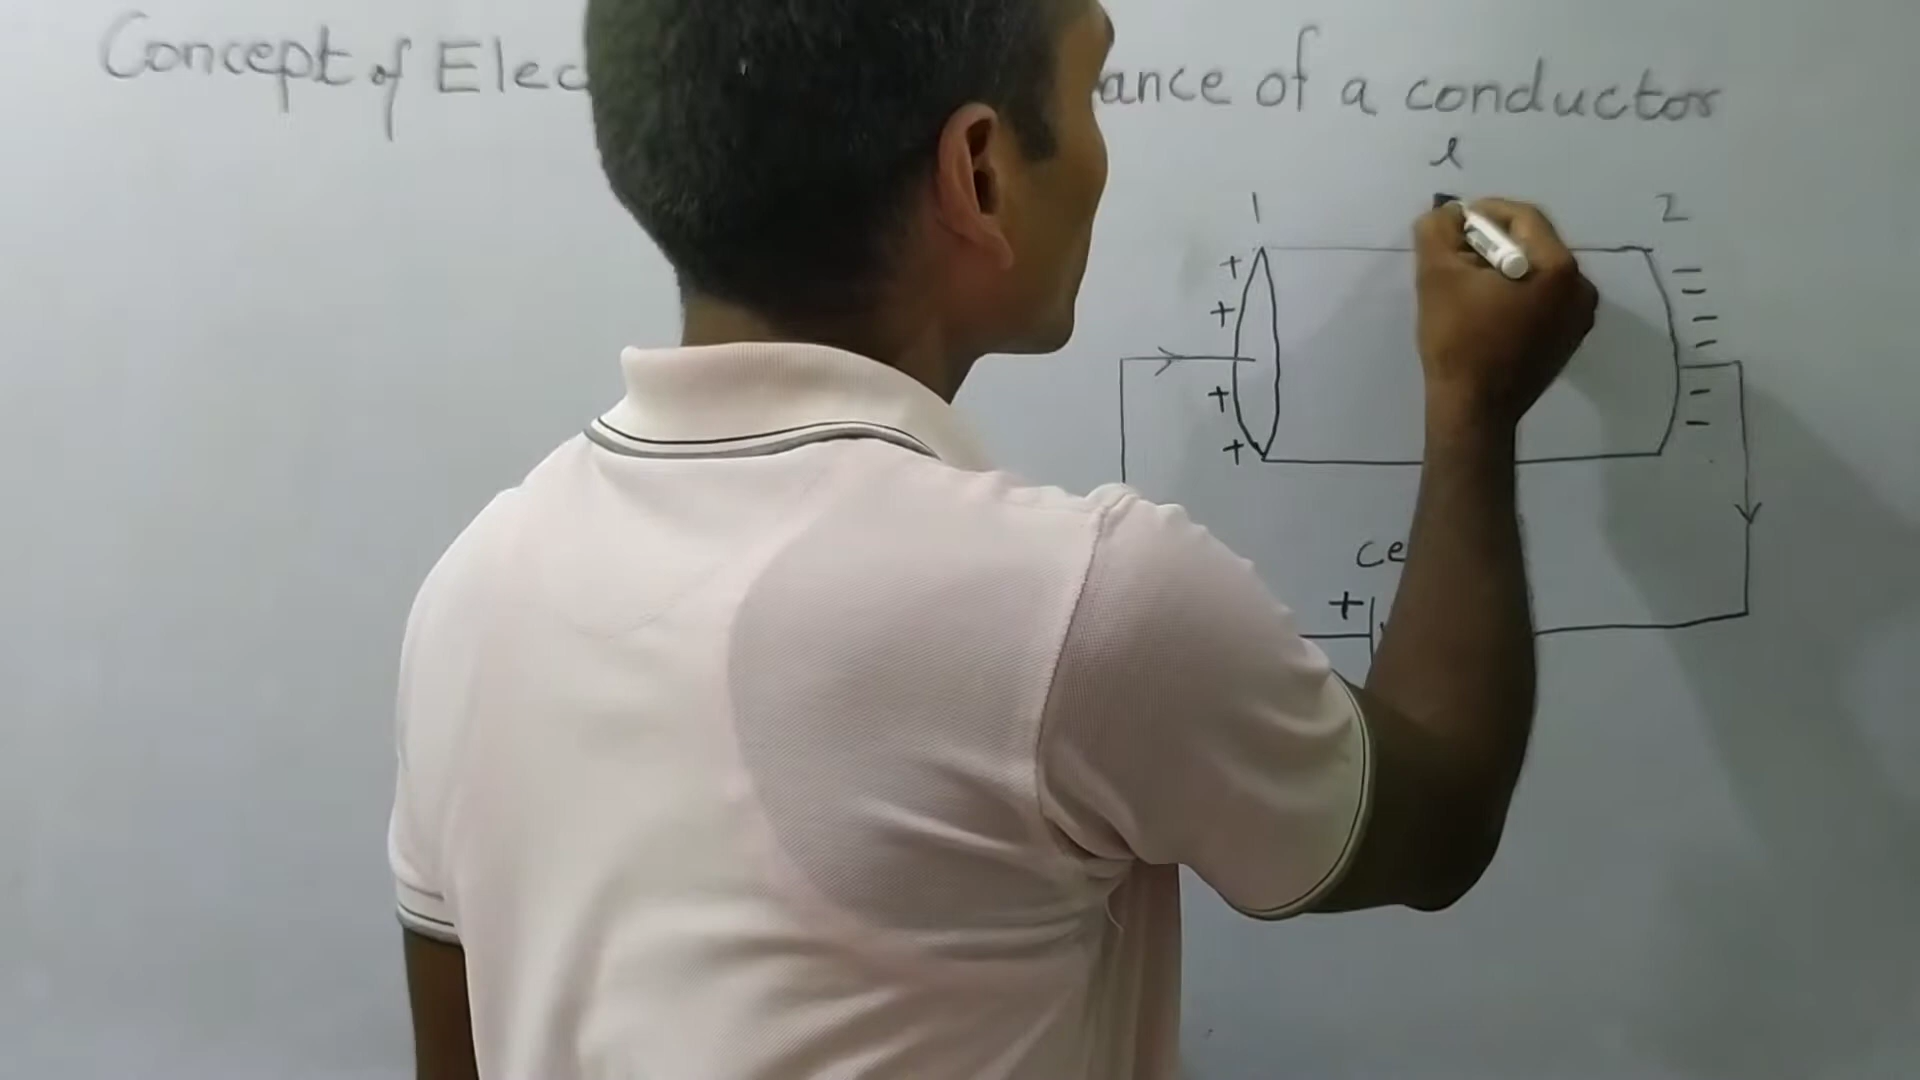 Concept of Elec ance of a conductor
l
1 2
+ −
+ −
−
−
+ −
+ −
ce
+